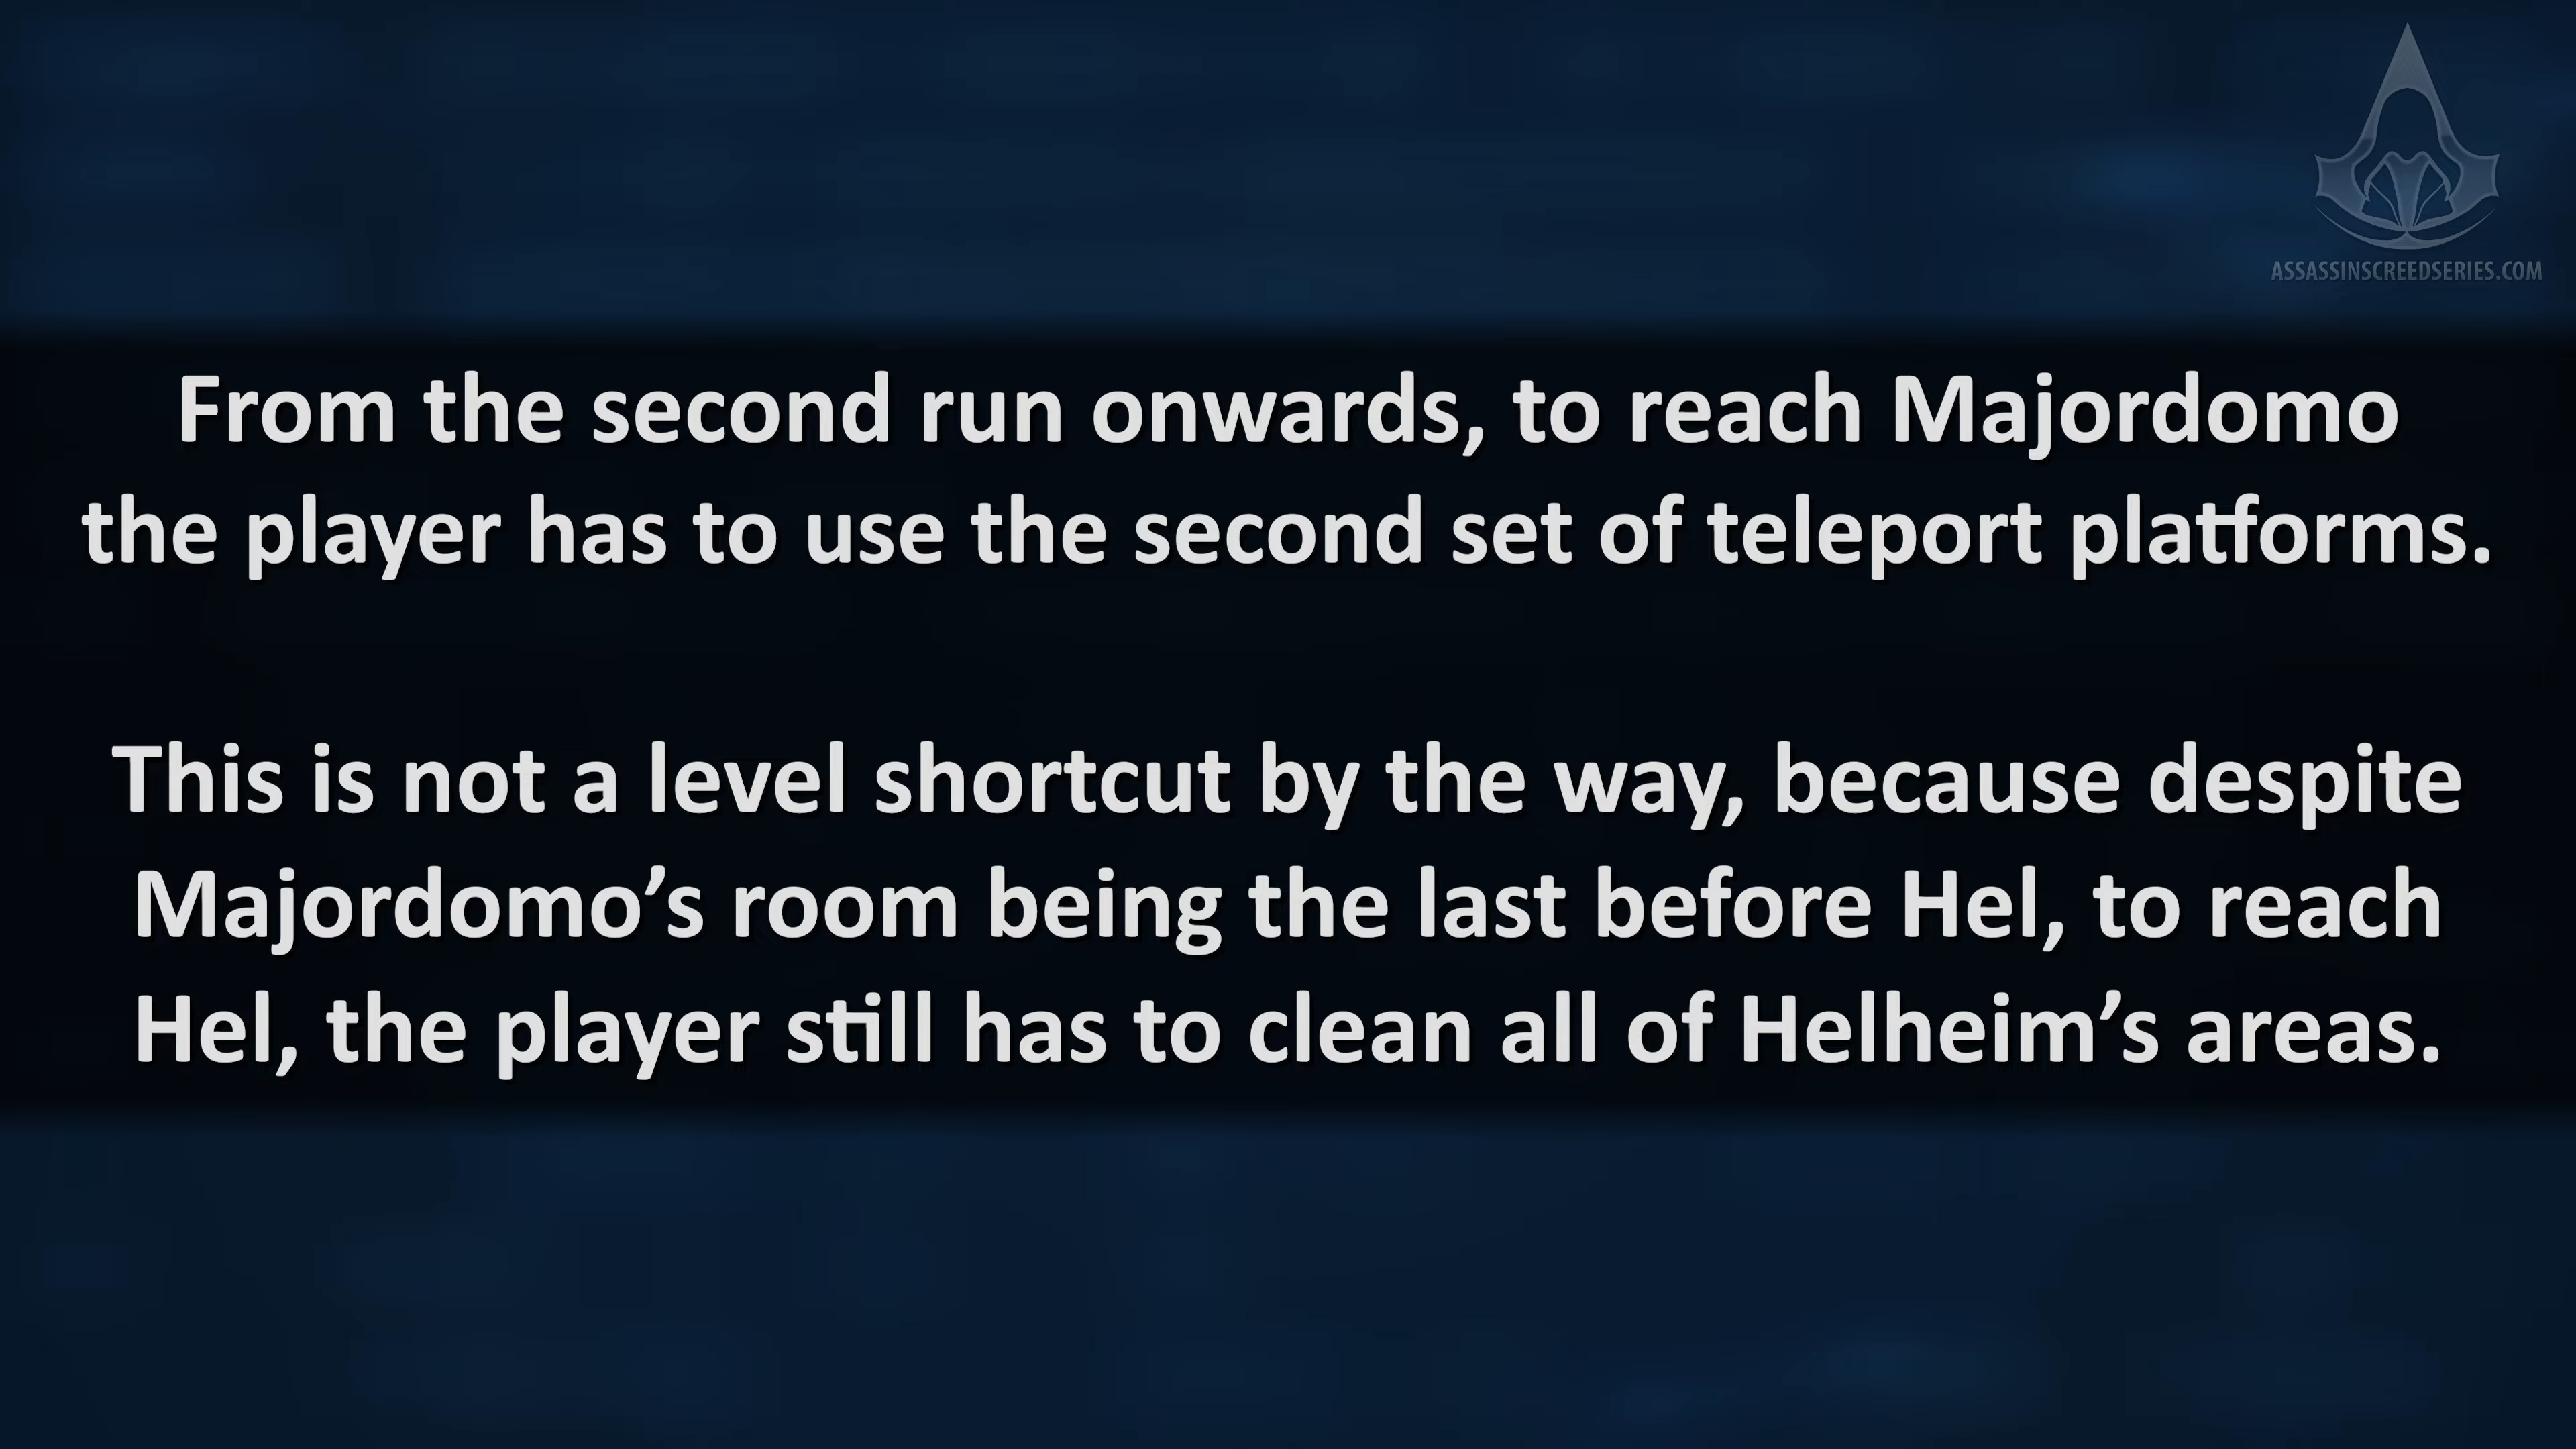 ASSASSINSCREEDSERIES.COM
From the second run onwards, to reach Majordomo
the player has to use the second set of teleport platforms.
This is not a level shortcut by the way, because despite
Majordomo’s room being the last before Hel, to reach
Hel, the player still has to clean all of Helheim’s areas.